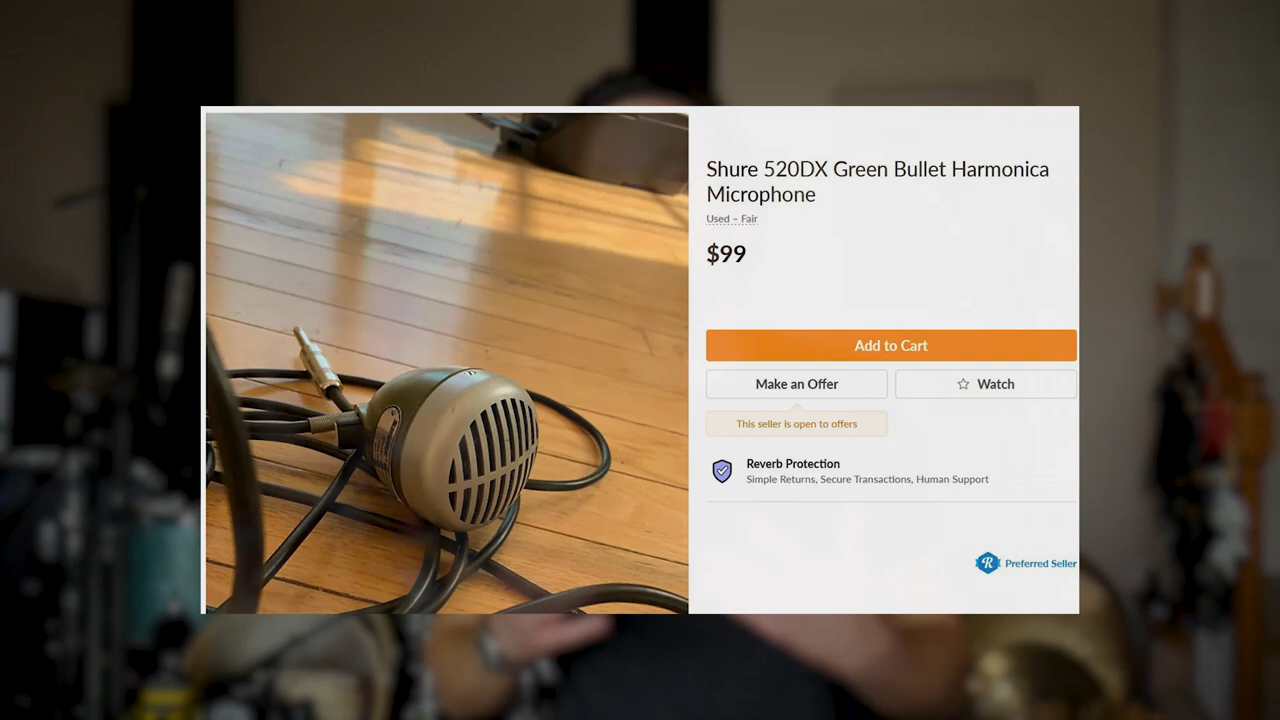 Shure 520DX Green Bullet Harmonica
Microphone
Used – Fair
$99
Add to Cart
Make an Offer
Watch
This seller is open to offers
Reverb Protection
Simple Returns, Secure Transactions, Human Support
R Preferred Seller